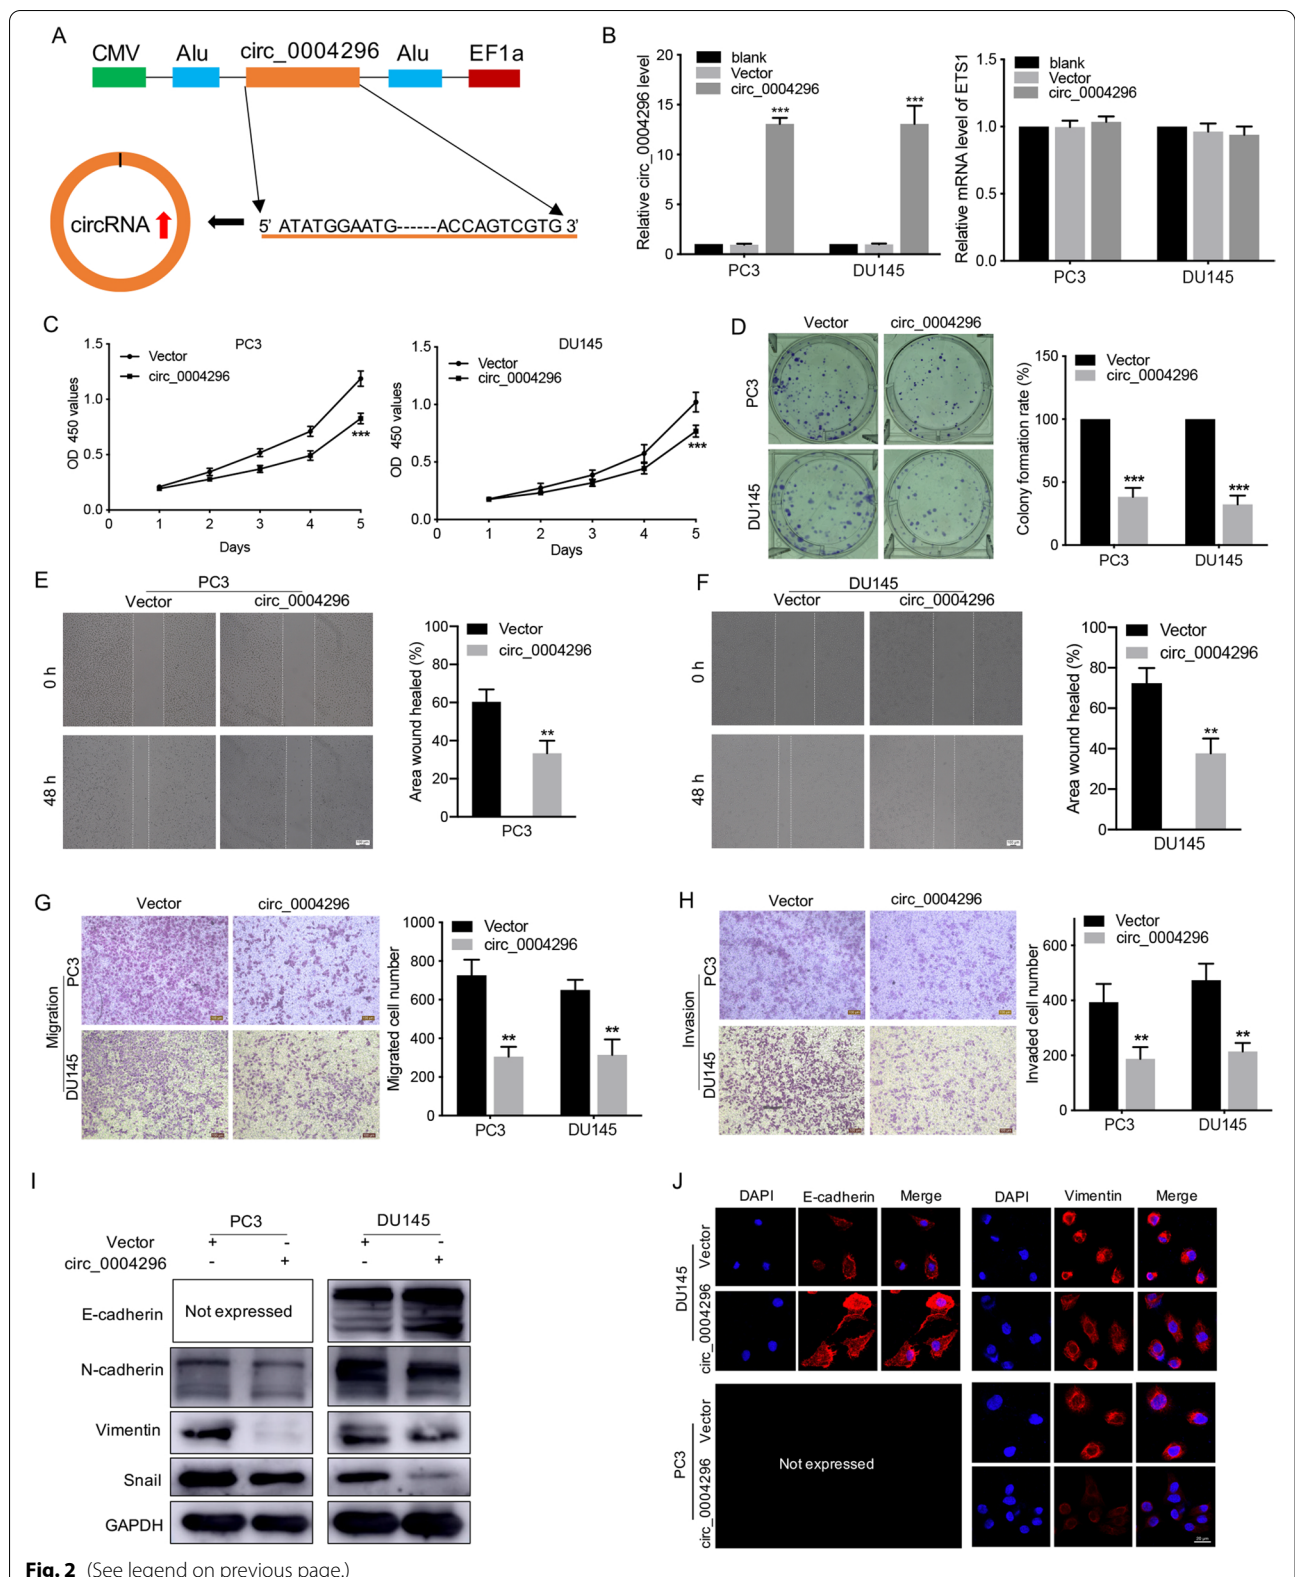 A
CMV Alu circ_0004296 Alu EF1a
circRNA
5' ATATGGAATG------ACCAGTCGTG 3'
B
Relative circ_0004296 level
20
15
10
5
0
blank
Vector
circ_0004296
*** ***
PC3 DU145
Relative mRNA level of ETS1
1.5
1.0
0.5
0.0
blank
Vector
circ_0004296
PC3 DU145
C
PC3
OD 450 values
1.5
1.0
0.5
0.0
Vector
circ_0004296
***
0 1 2 3 4 5
Days
DU145
OD 450 values
1.5
1.0
0.5
0.0
Vector
circ_0004296
***
0 1 2 3 4 5
Days
D
Vector circ_0004296
PC3
DU145
Colony formation rate (%)
150
100
50
0
Vector
circ_0004296
*** ***
PC3 DU145
E
PC3
Vector circ_0004296
0 h
48 h
Area wound healed (%)
100
80
60
40
20
0
Vector
circ_0004296
**
PC3
F
DU145
Vector circ_0004296
0 h
48 h
Area wound healed (%)
100
80
60
40
20
0
Vector
circ_0004296
**
DU145
G
Vector circ_0004296
Migration
PC3
DU145
Migrated cell number
1000
800
600
400
200
0
Vector
circ_0004296
** **
PC3 DU145
H
Vector circ_0004296
Invasion
PC3
DU145
Invaded cell number
600
400
200
0
Vector
circ_0004296
** **
PC3 DU145
I
PC3 DU145
Vector + - + -
circ_0004296 - + - +
E-cadherin Not expressed
N-cadherin
Vimentin
Snail
GAPDH
J
DAPI E-cadherin Merge DAPI Vimentin Merge
DU145
Vector
circ_0004296
PC3
Vector
circ_0004296
Not expressed
20 μm
Fig. 2 (See legend on previous page.)